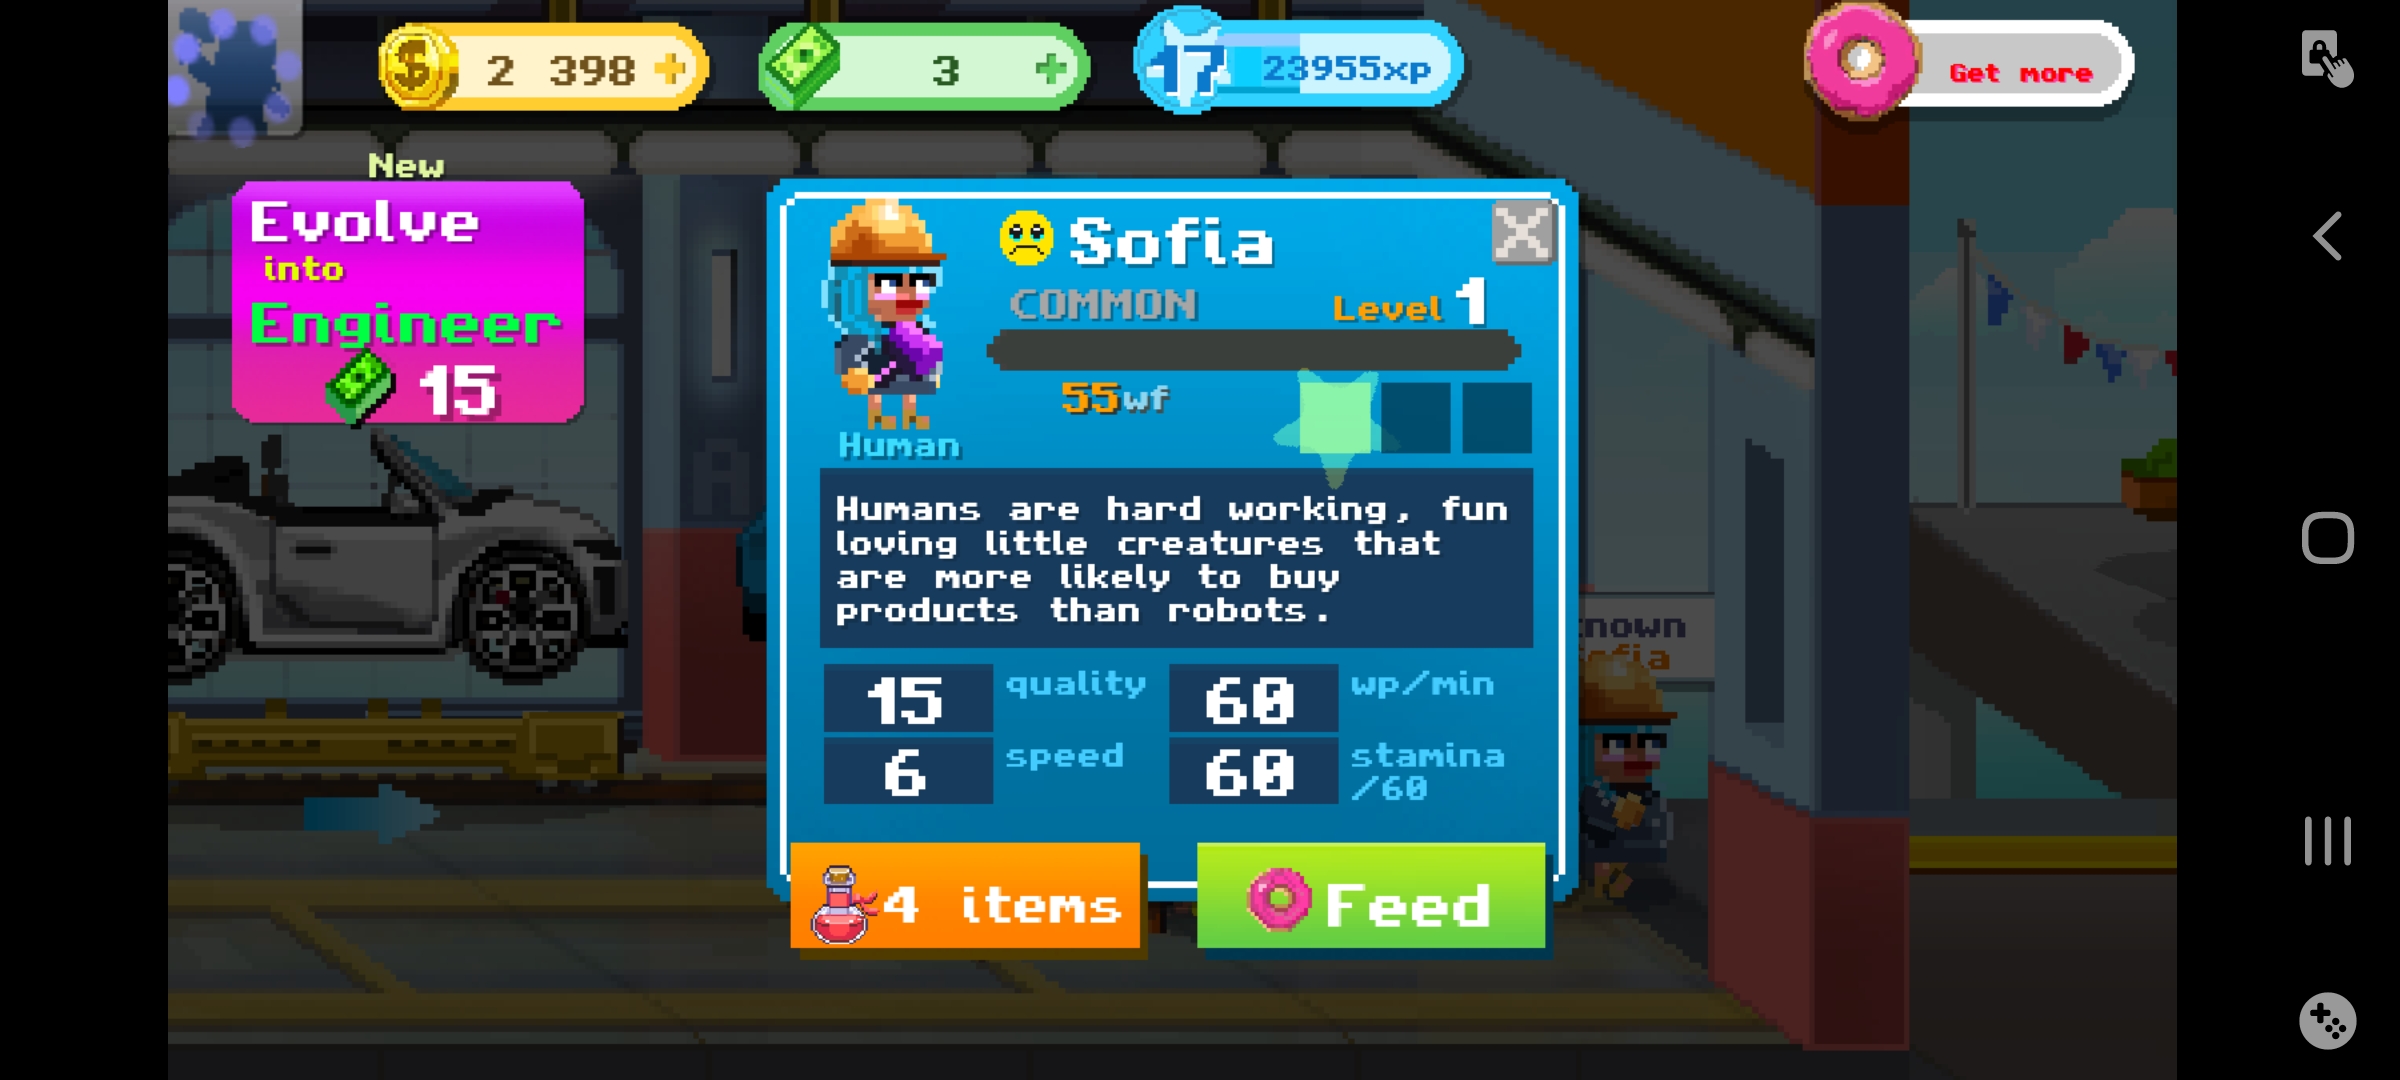 2 398 +
3 +
17 23955xp
Get more
New
Evolve
into
Engineer
15
Sofia
COMMON
Level 1
55wf
Human
Humans are hard working, fun
loving little creatures that
are more likely to buy
products than robots.
15 quality
60 wp/min
6 speed
60 stamina
/60
4 items
Feed
A